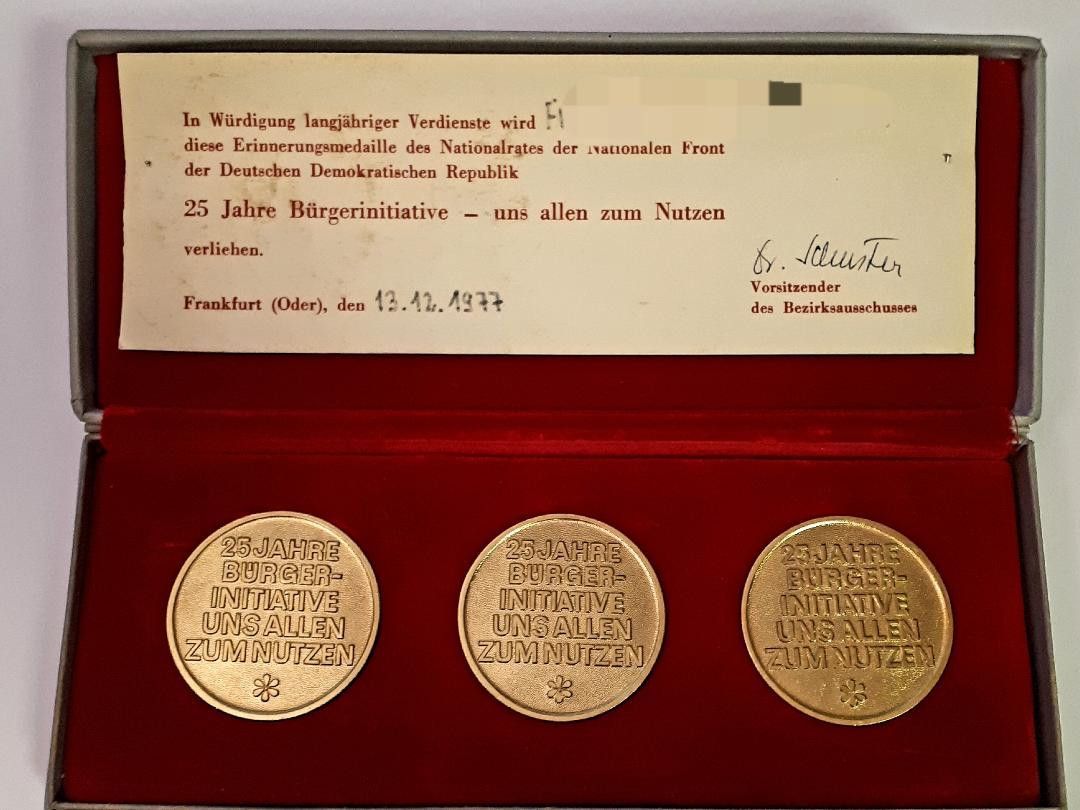 In Würdigung langjähriger Verdienste wird
diese Erinnerungsmedaille des Nationalrates der Nationalen Front
der Deutschen Demokratischen Republik
25 Jahre Bürgerinitiative – uns allen zum Nutzen
verliehen.
Frankfurt (Oder), den 13.12.1977
Dr. Schuster
Vorsitzender
des Bezirksausschusses
25 JAHRE
BÜRGER-
INITIATIVE
UNS ALLEN
ZUM NUTZEN
25 JAHRE
BÜRGER-
INITIATIVE
UNS ALLEN
ZUM NUTZEN
25 JAHRE
BÜRGER-
INITIATIVE
UNS ALLEN
ZUM NUTZEN